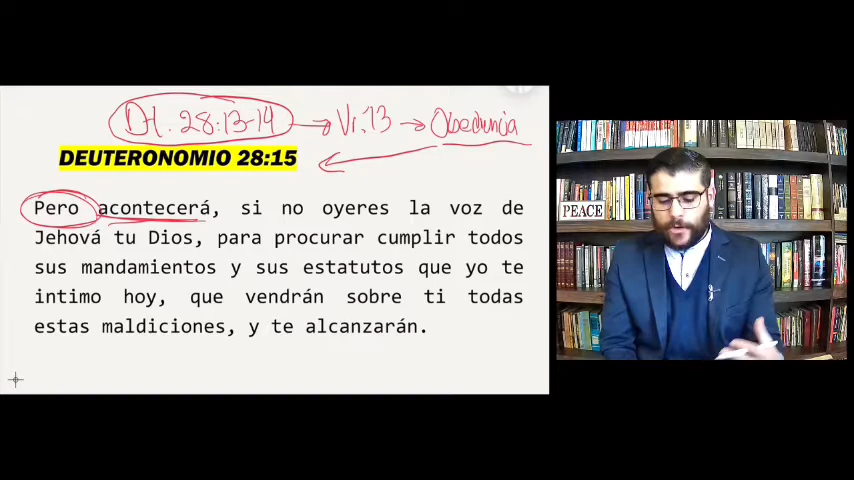 Dt. 28:13-14 → Vr. 13 → Obediencia
DEUTERONOMIO 28:15
Pero acontecerá, si no oyeres la voz de
Jehová tu Dios, para procurar cumplir todos
sus mandamientos y sus estatutos que yo te
intimo hoy, que vendrán sobre ti todas
estas maldiciones, y te alcanzarán.
PEACE